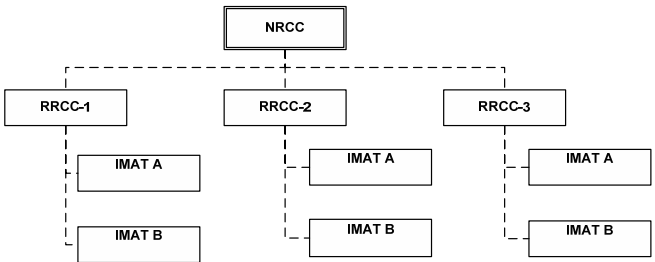 NRCC
RRCC-1
RRCC-2
RRCC-3
IMAT A
IMAT A
IMAT A
IMAT B
IMAT B
IMAT B